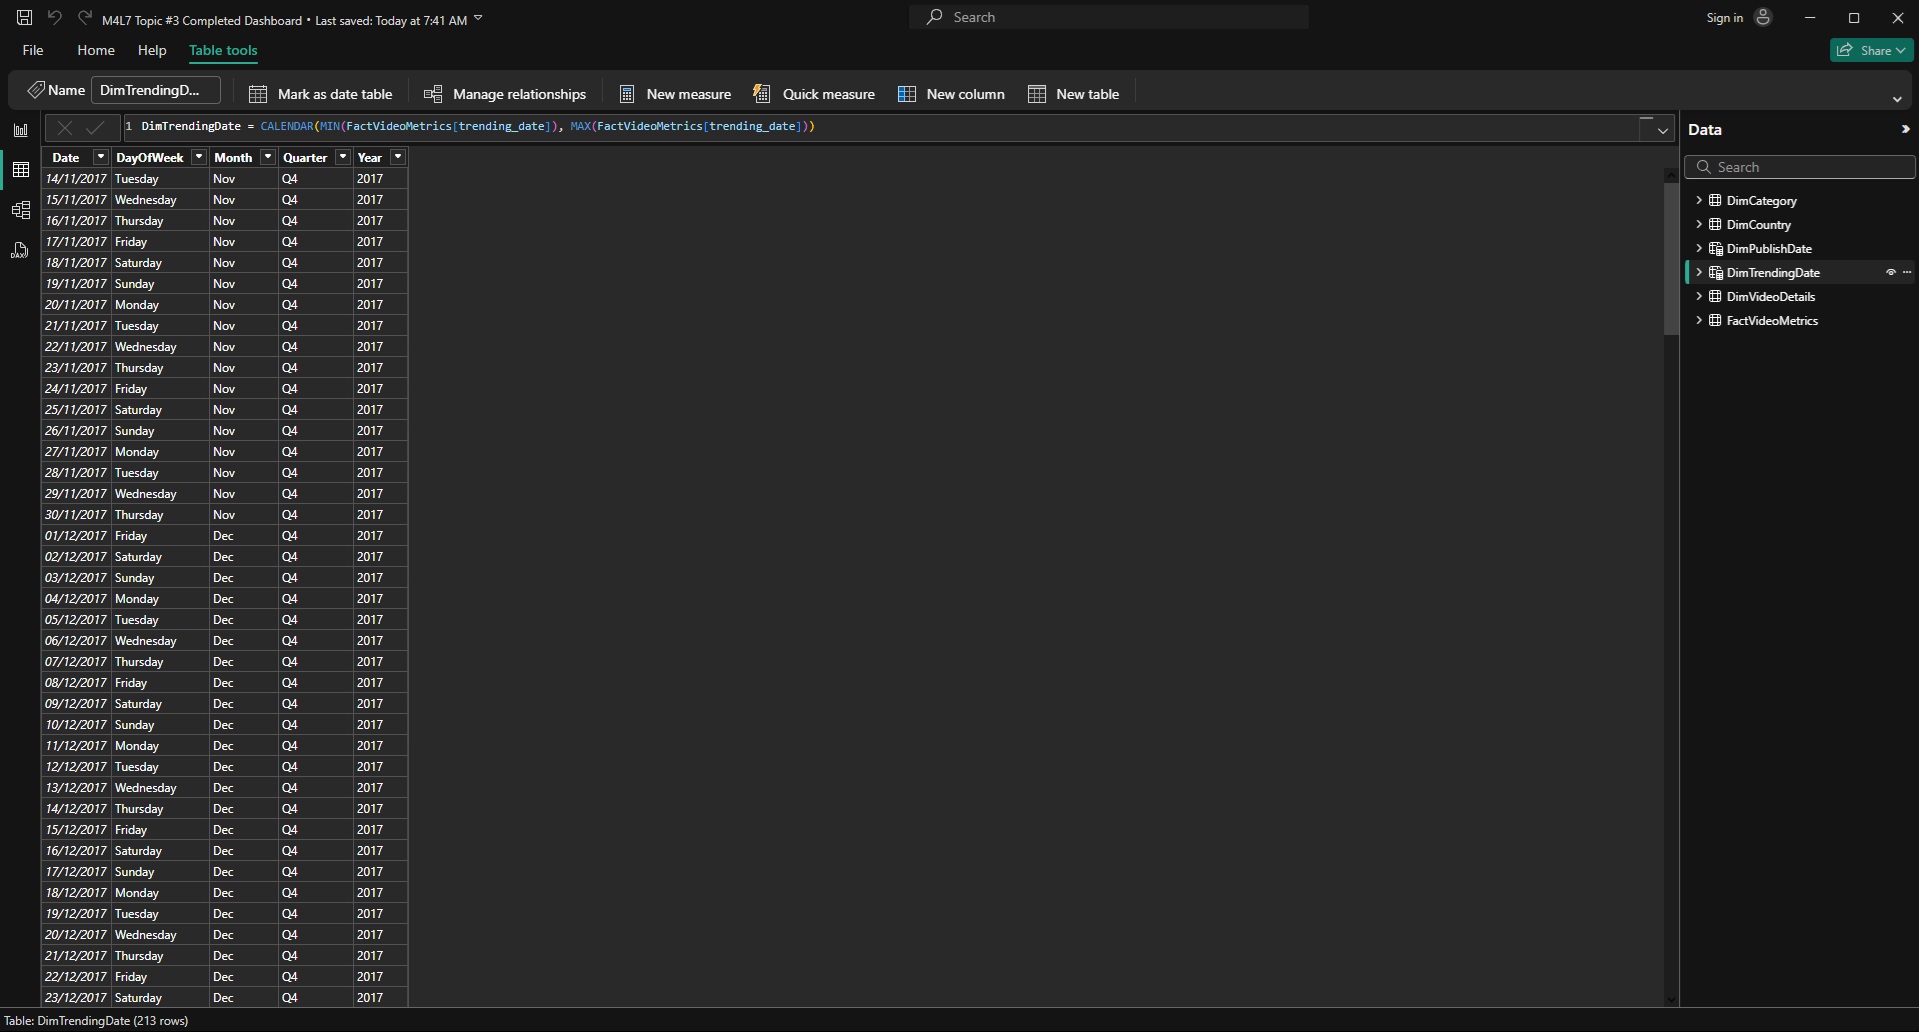 M4L7 Topic #3 Completed Dashboard • Last saved: Today at 7:41 AM
Search
Sign in
File Home Help Table tools
Share
Name DimTrendingD... Mark as date table Manage relationships New measure Quick measure New column New table
1 DimTrendingDate = CALENDAR(MIN(FactVideoMetrics[trending_date]), MAX(FactVideoMetrics[trending_date]))
Date DayOfWeek Month Quarter Year
14/11/2017 Tuesday Nov Q4 2017
15/11/2017 Wednesday Nov Q4 2017
16/11/2017 Thursday Nov Q4 2017
17/11/2017 Friday Nov Q4 2017
18/11/2017 Saturday Nov Q4 2017
19/11/2017 Sunday Nov Q4 2017
20/11/2017 Monday Nov Q4 2017
21/11/2017 Tuesday Nov Q4 2017
22/11/2017 Wednesday Nov Q4 2017
23/11/2017 Thursday Nov Q4 2017
24/11/2017 Friday Nov Q4 2017
25/11/2017 Saturday Nov Q4 2017
26/11/2017 Sunday Nov Q4 2017
27/11/2017 Monday Nov Q4 2017
28/11/2017 Tuesday Nov Q4 2017
29/11/2017 Wednesday Nov Q4 2017
30/11/2017 Thursday Nov Q4 2017
01/12/2017 Friday Dec Q4 2017
02/12/2017 Saturday Dec Q4 2017
03/12/2017 Sunday Dec Q4 2017
04/12/2017 Monday Dec Q4 2017
05/12/2017 Tuesday Dec Q4 2017
06/12/2017 Wednesday Dec Q4 2017
07/12/2017 Thursday Dec Q4 2017
08/12/2017 Friday Dec Q4 2017
09/12/2017 Saturday Dec Q4 2017
10/12/2017 Sunday Dec Q4 2017
11/12/2017 Monday Dec Q4 2017
12/12/2017 Tuesday Dec Q4 2017
13/12/2017 Wednesday Dec Q4 2017
14/12/2017 Thursday Dec Q4 2017
15/12/2017 Friday Dec Q4 2017
16/12/2017 Saturday Dec Q4 2017
17/12/2017 Sunday Dec Q4 2017
18/12/2017 Monday Dec Q4 2017
19/12/2017 Tuesday Dec Q4 2017
20/12/2017 Wednesday Dec Q4 2017
21/12/2017 Thursday Dec Q4 2017
22/12/2017 Friday Dec Q4 2017
23/12/2017 Saturday Dec Q4 2017
DAX
Data
Search
DimCategory
DimCountry
DimPublishDate
DimTrendingDate
DimVideoDetails
FactVideoMetrics
Table: DimTrendingDate (213 rows)